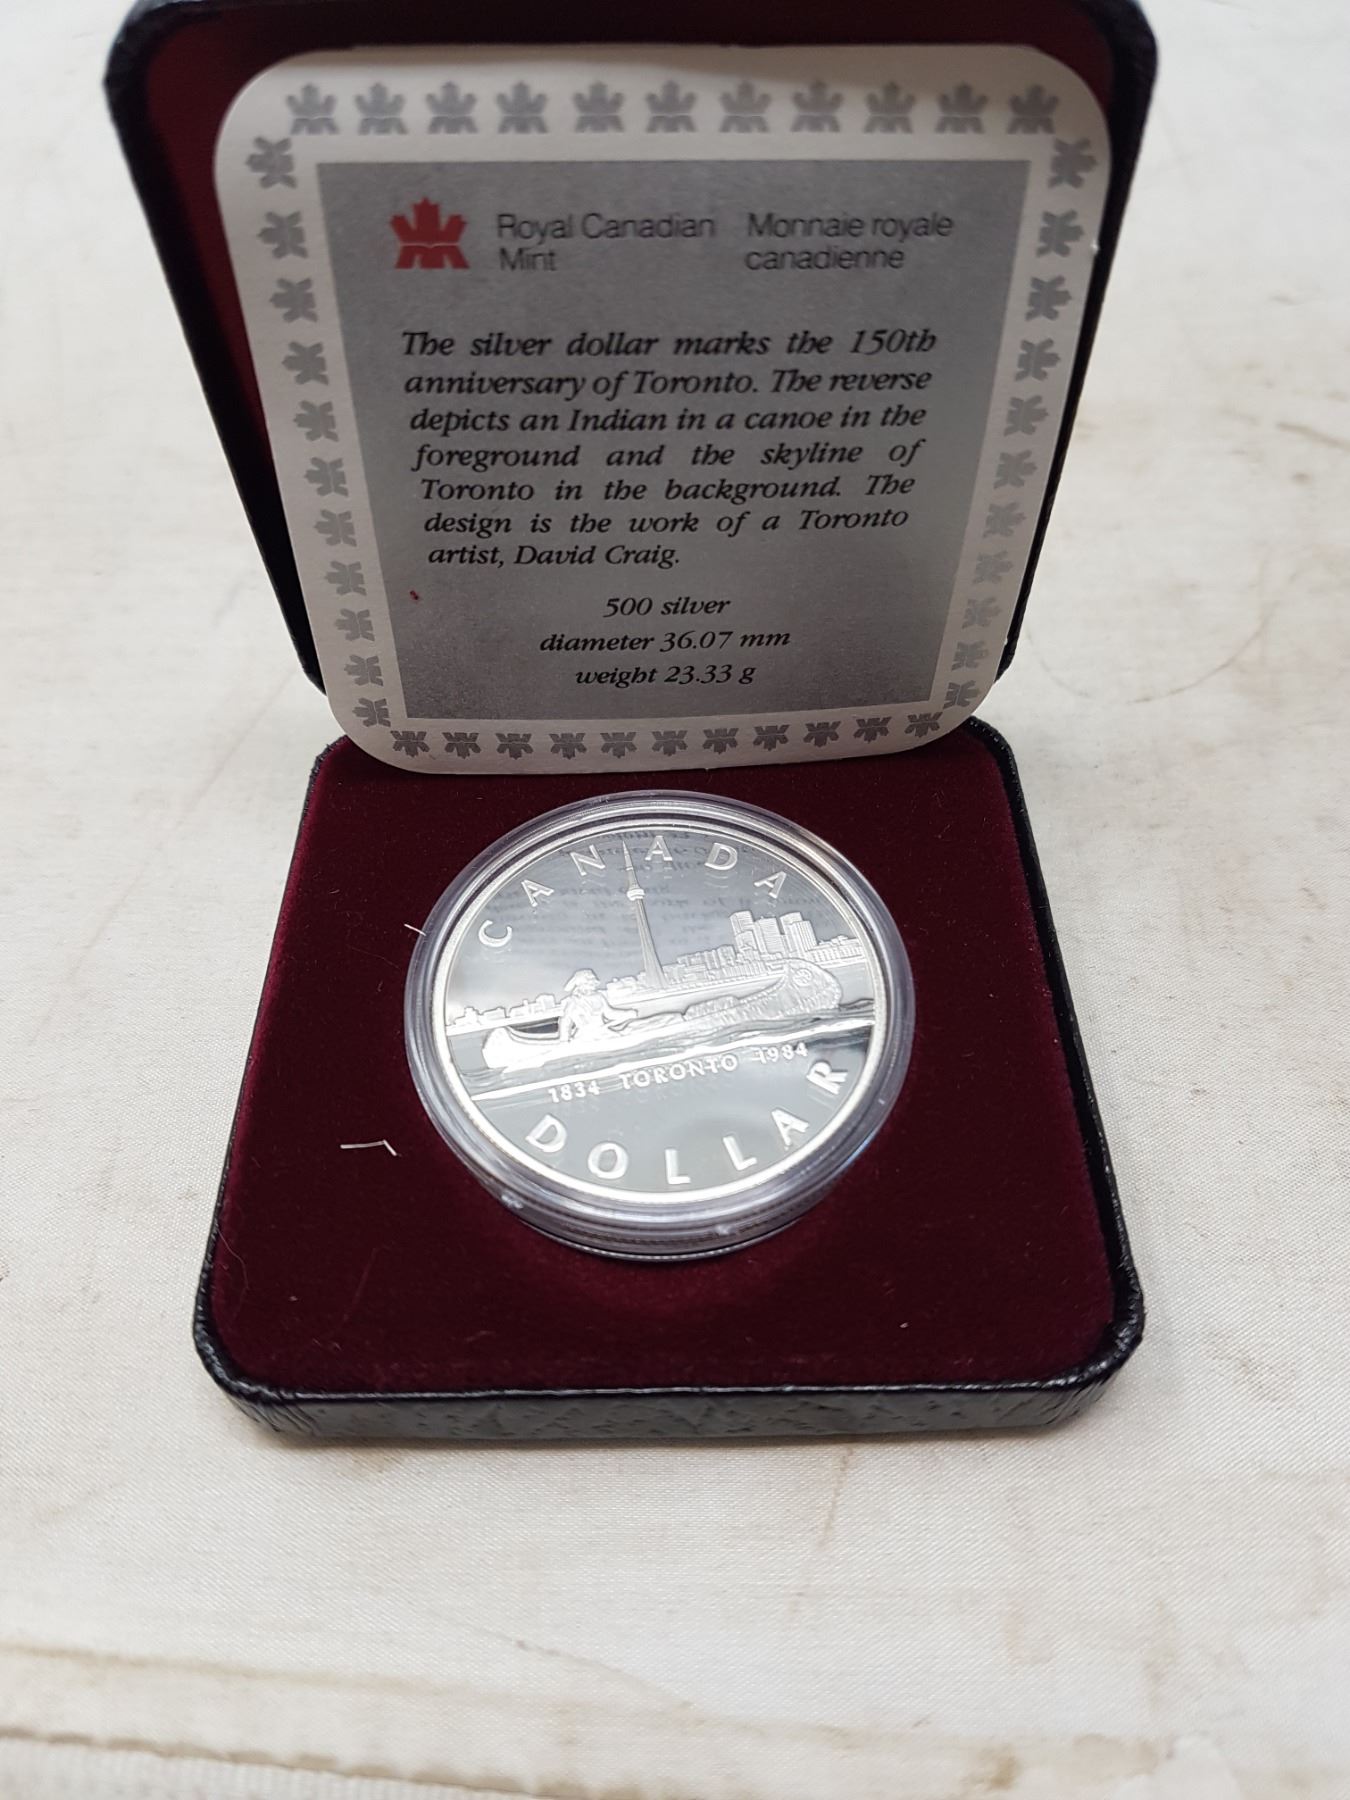 Royal Canadian Monnaie royale
Mint canadienne
The silver dollar marks the 150th
anniversary of Toronto. The reverse
depicts an Indian in a canoe in the
foreground and the skyline of
Toronto in the background. The
design is the work of a Toronto
artist, David Craig.
500 silver
diameter 36.07 mm
weight 23.33 g
CANADA
1834 TORONTO 1984
DOLLAR